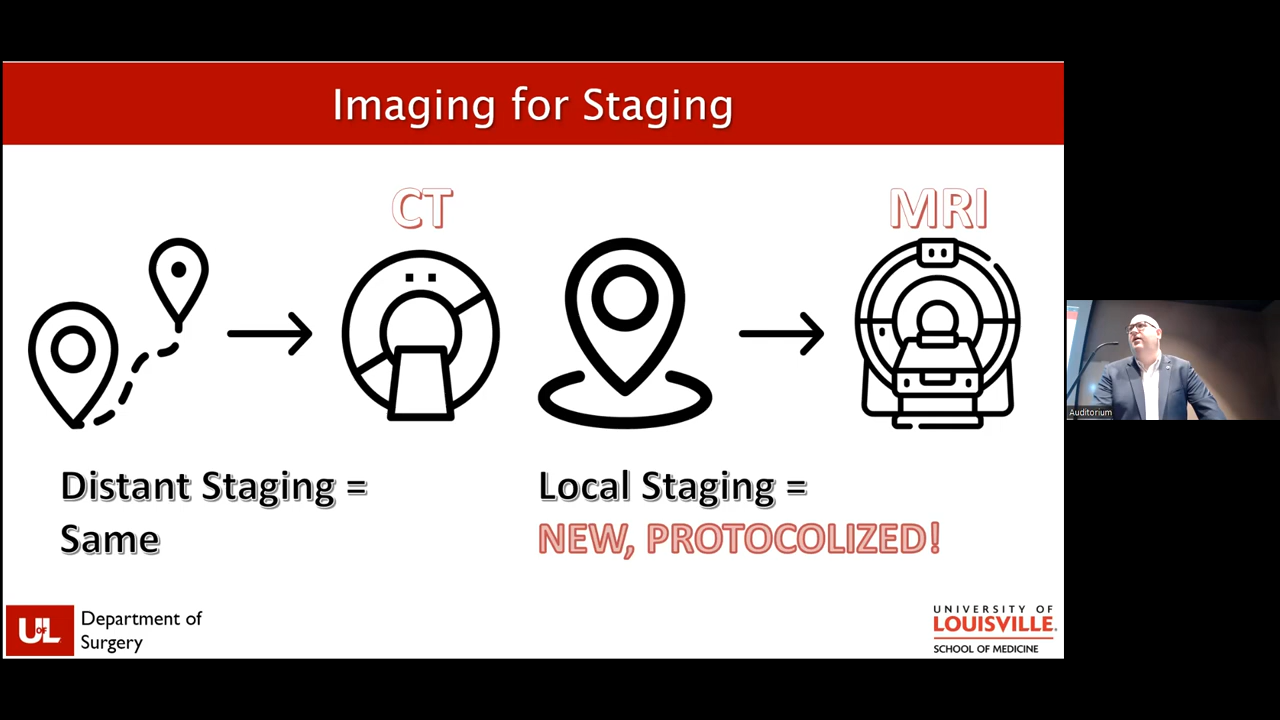 Imaging for Staging
CT
MRI
Distant Staging =
Same
Local Staging =
NEW, PROTOCOLIZED!
UofL
Department of
Surgery
UNIVERSITY OF
LOUISVILLE.
SCHOOL OF MEDICINE
Auditorium